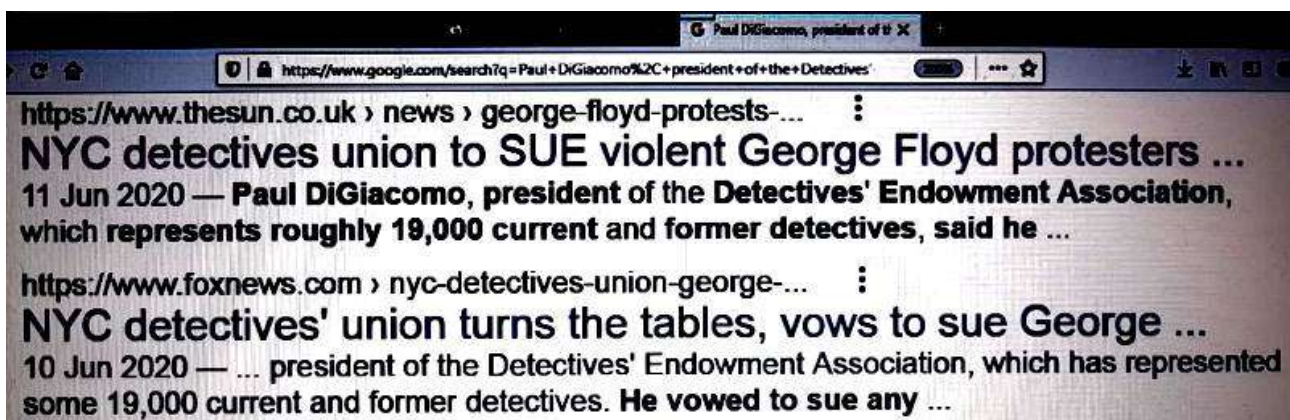 G Paul DiGiacomo, president of t
https://www.google.com/search?q=Paul+DiGiacomo%2C+president+of+the+Detectives'
https://www.thesun.co.uk › news › george-floyd-protests-...
NYC detectives union to SUE violent George Floyd protesters ...
11 Jun 2020 — Paul DiGiacomo, president of the Detectives' Endowment Association,
which represents roughly 19,000 current and former detectives, said he ...
https://www.foxnews.com › nyc-detectives-union-george-...
NYC detectives' union turns the tables, vows to sue George ...
10 Jun 2020 — ... president of the Detectives' Endowment Association, which has represented
some 19,000 current and former detectives. He vowed to sue any ...